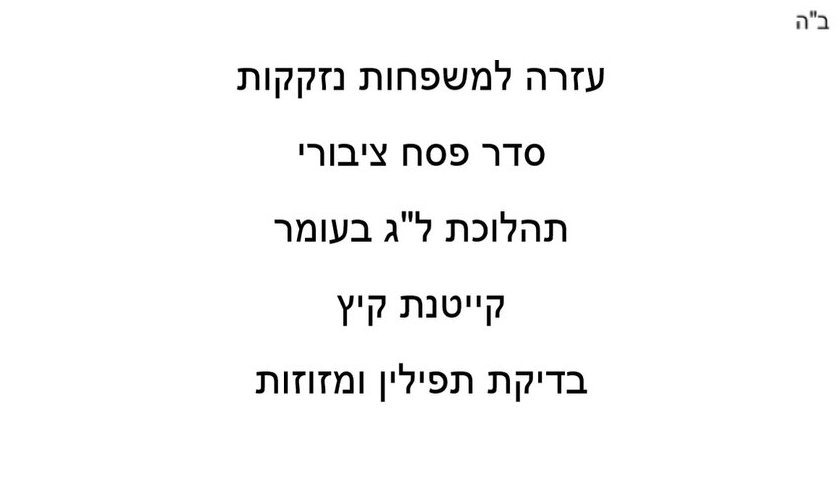 ב"ה
עזרה למשפחות נזקקות
סדר פסח ציבורי
תהלוכת ל"ג בעומר
קייטנת קיץ
בדיקת תפילין ומזוזות